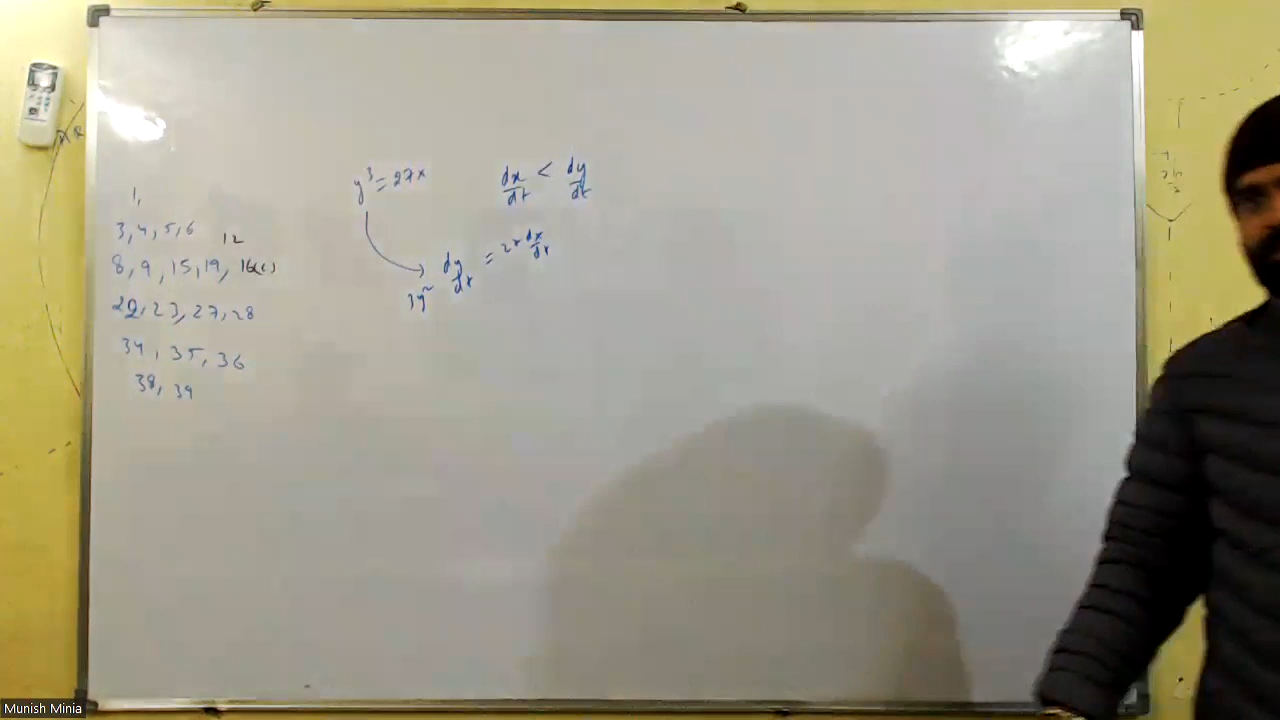 1,
3, 4, 5, 6 12
8, 9, 15, 19, 16(c)
22, 23, 27, 28
34, 35, 36
38, 39
y³ = 27x
dx/dt < dy/dt
3y² dy/dt = 27 dx/dt
Munish Minia